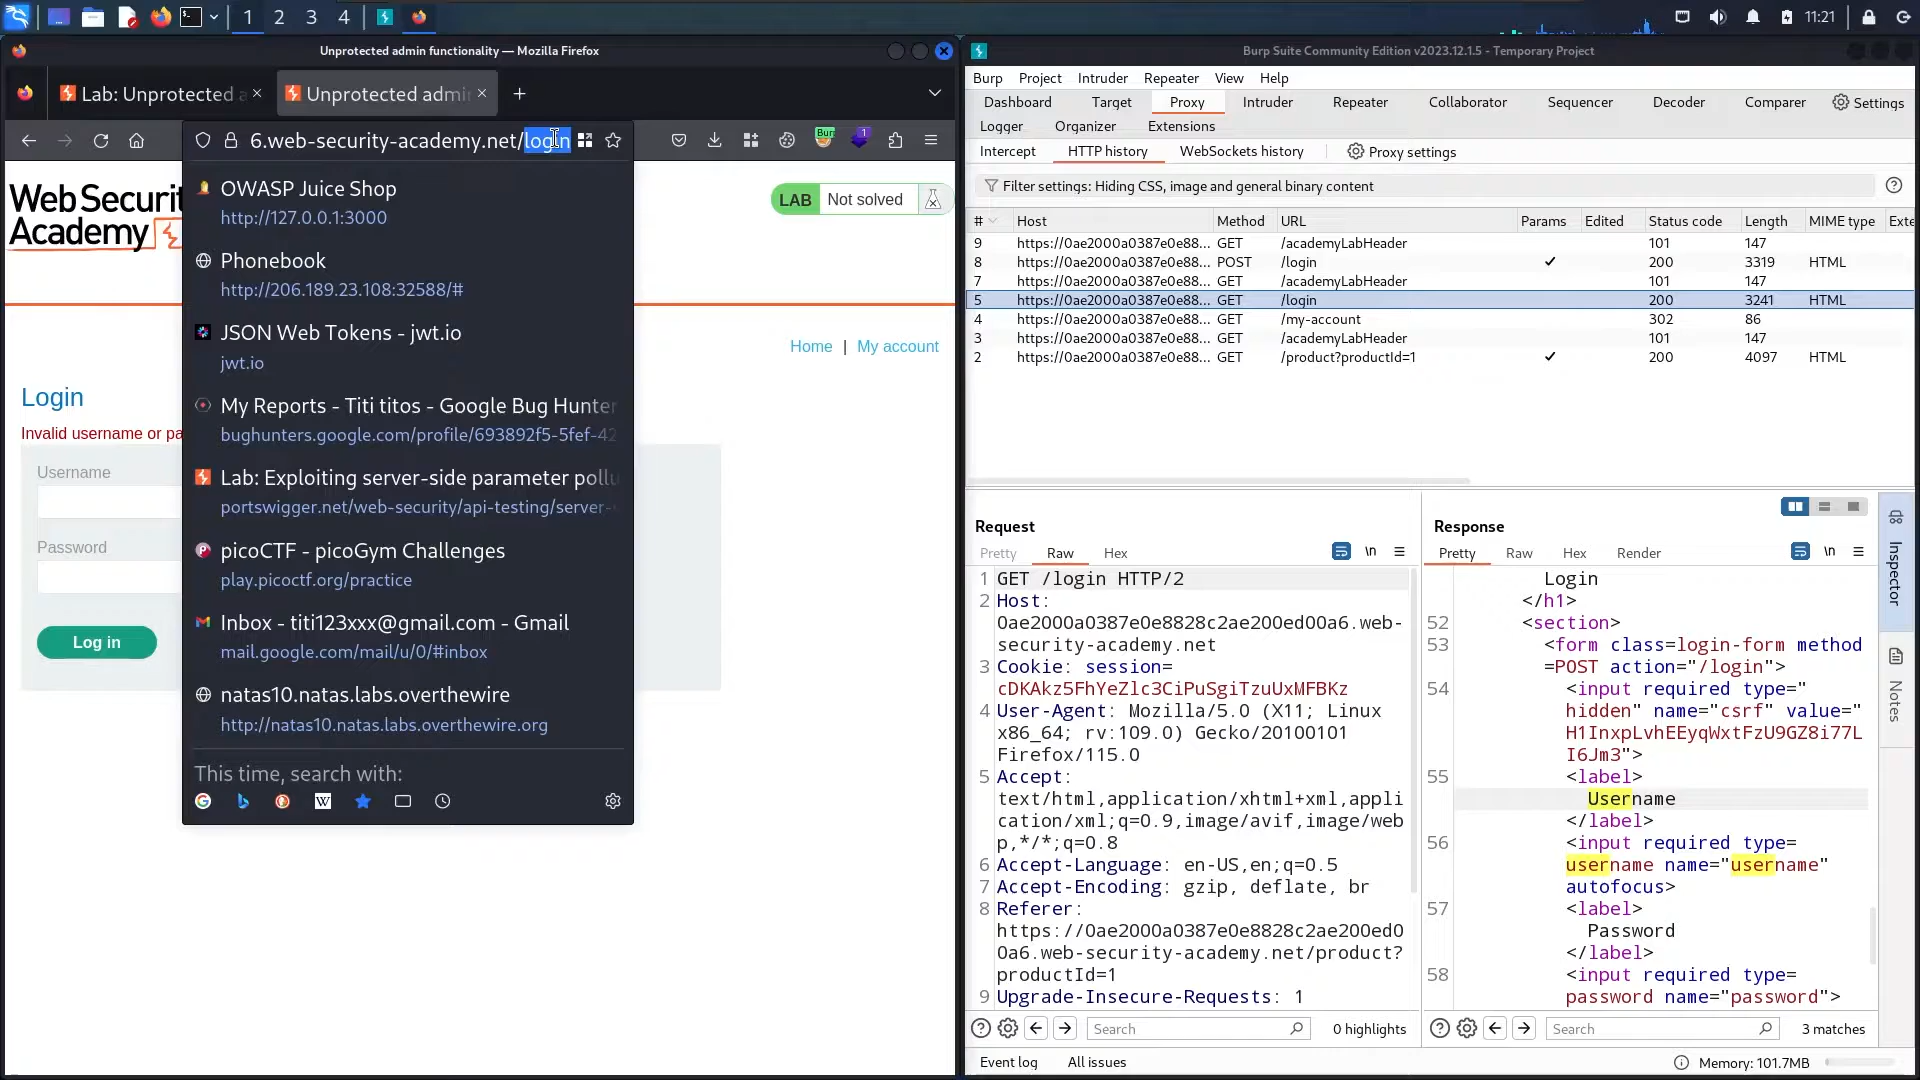 1 2 3 4
11:21
Unprotected admin functionality — Mozilla Firefox
Lab: Unprotected a
Unprotected admi
6.web-security-academy.net/login
Bur
1
Web Security
Academy
LAB Not solved
Home | My account
Login
Invalid username or pa
Username
Password
Log in
OWASP Juice Shop
http://127.0.0.1:3000
Phonebook
http://206.189.23.108:32588/#
JSON Web Tokens - jwt.io
jwt.io
My Reports - Titi titos - Google Bug Hunter
bughunters.google.com/profile/693892f5-5fef-42
Lab: Exploiting server-side parameter pollu
portswigger.net/web-security/api-testing/server-
picoCTF - picoGym Challenges
play.picoctf.org/practice
Inbox - titi123xxx@gmail.com - Gmail
mail.google.com/mail/u/0/#inbox
natas10.natas.labs.overthewire
http://natas10.natas.labs.overthewire.org
This time, search with:
Burp Suite Community Edition v2023.12.1.5 - Temporary Project
Burp Project Intruder Repeater View Help
Dashboard Target Proxy Intruder Repeater Collaborator Sequencer Decoder Comparer Settings
Logger Organizer Extensions
Intercept HTTP history WebSockets history Proxy settings
Filter settings: Hiding CSS, image and general binary content
# Host Method URL Params Edited Status code Length MIME type Exte
9 https://0ae2000a0387e0e88... GET /academyLabHeader 101 147
8 https://0ae2000a0387e0e88... POST /login ✓ 200 3319 HTML
7 https://0ae2000a0387e0e88... GET /academyLabHeader 101 147
5 https://0ae2000a0387e0e88... GET /login 200 3241 HTML
4 https://0ae2000a0387e0e88... GET /my-account 302 86
3 https://0ae2000a0387e0e88... GET /academyLabHeader 101 147
2 https://0ae2000a0387e0e88... GET /product?productId=1 ✓ 200 4097 HTML
Request
Pretty Raw Hex \n
1 GET /login HTTP/2
2 Host:
0ae2000a0387e0e8828c2ae200ed00a6.web-
security-academy.net
3 Cookie: session=
cDKAkz5FhYeZlc3CiPuSgiTzuUxMFBKz
4 User-Agent: Mozilla/5.0 (X11; Linux
x86_64; rv:109.0) Gecko/20100101
Firefox/115.0
5 Accept:
text/html,application/xhtml+xml,appli
cation/xml;q=0.9,image/avif,image/web
p,*/*;q=0.8
6 Accept-Language: en-US,en;q=0.5
7 Accept-Encoding: gzip, deflate, br
8 Referer:
https://0ae2000a0387e0e8828c2ae200ed0
0a6.web-security-academy.net/product?
productId=1
9 Upgrade-Insecure-Requests: 1
Search 0 highlights
Response
Pretty Raw Hex Render \n
Login
</h1>
52 <section>
53 <form class=login-form method
=POST action="/login">
54 <input required type="
hidden" name="csrf" value="
H1InxpLvhEEyqWxtFzU9GZ8i77L
I6Jm3">
55 <label>
Username
</label>
56 <input required type=
username name="username"
autofocus>
57 <label>
Password
</label>
58 <input required type=
password name="password">
Search 3 matches
Inspector
Notes
Event log All issues
Memory: 101.7MB